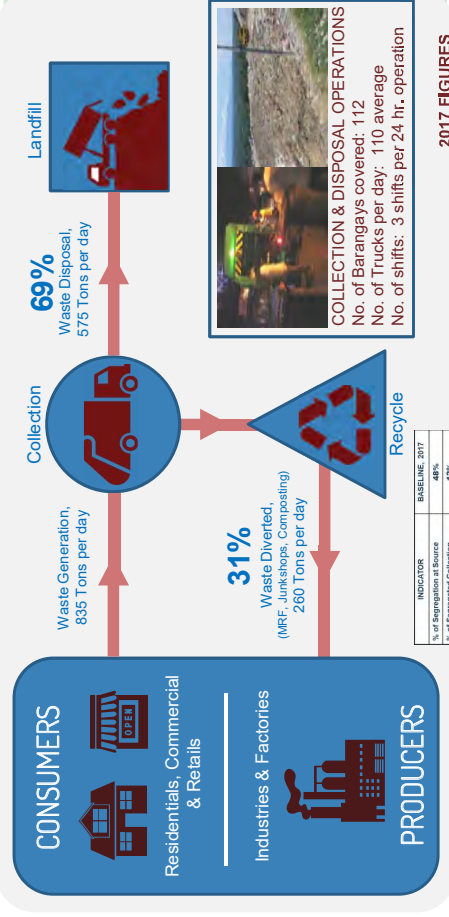 CONSUMERS
OPEN
Residentials, Commercial
& Retails
Industries & Factories
PRODUCERS
Waste Generation,
835 Tons per day
Collection
69%
Waste Disposal,
575 Tons per day
Landfill
31%
Waste Diverted,
(MRF, Junkshops, Composting)
260 Tons per day
Recycle
COLLECTION & DISPOSAL OPERATIONS
No. of Barangays covered: 112
No. of Trucks per day: 110 average
No. of shifts: 3 shifts per 24 hr. operation
INDICATOR BASELINE, 2017
% of Segregation at Source 48%
2017 FIGURES